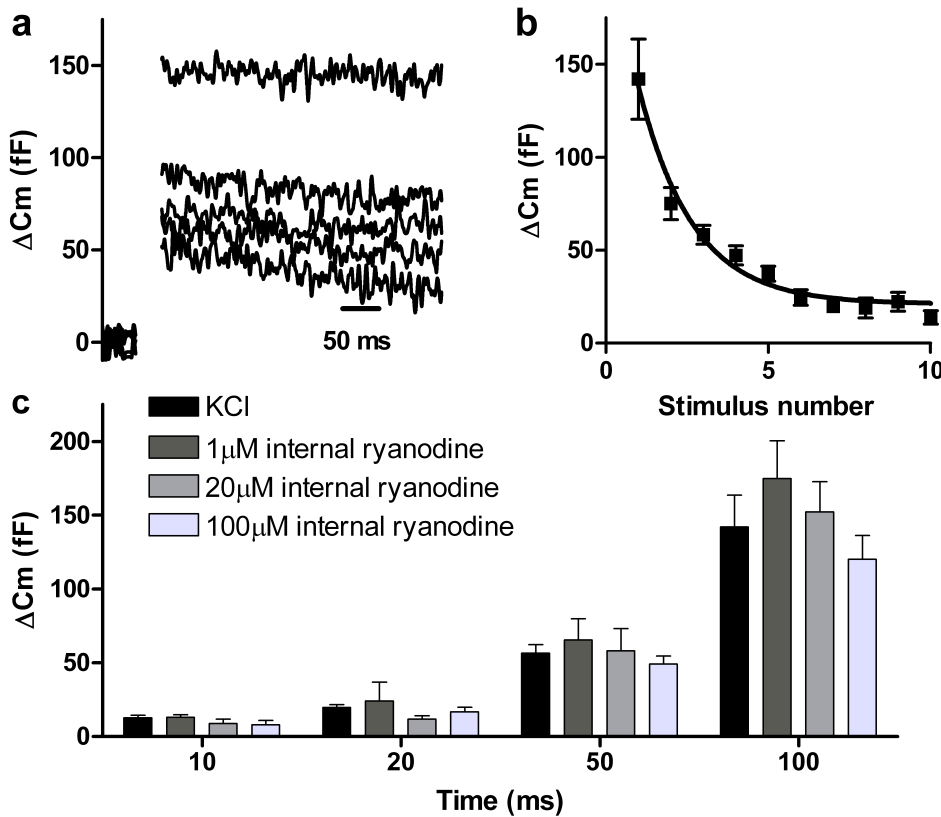 a
ΔCm (fF)
150
100
50
0
50 ms
b
ΔCm (fF)
150
100
50
0
0 5 10
Stimulus number
c
KCl
1μM internal ryanodine
20μM internal ryanodine
100μM internal ryanodine
ΔCm (fF)
200
150
100
50
0
10 20 50 100
Time (ms)